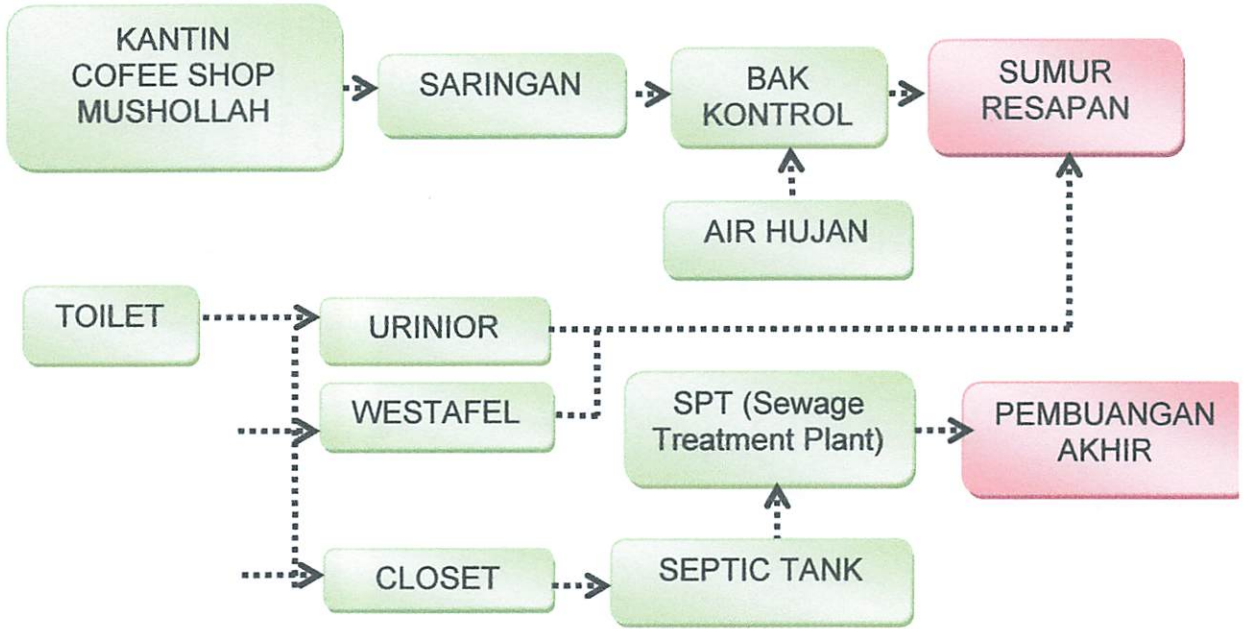 KANTIN
COFEE SHOP
MUSHOLLAH
SARINGAN
BAK
KONTROL
SUMUR
RESAPAN
AIR HUJAN
TOILET
URINIOR
WESTAFEL
SPT (Sewage
Treatment Plant)
PEMBUANGAN
AKHIR
CLOSET
SEPTIC TANK